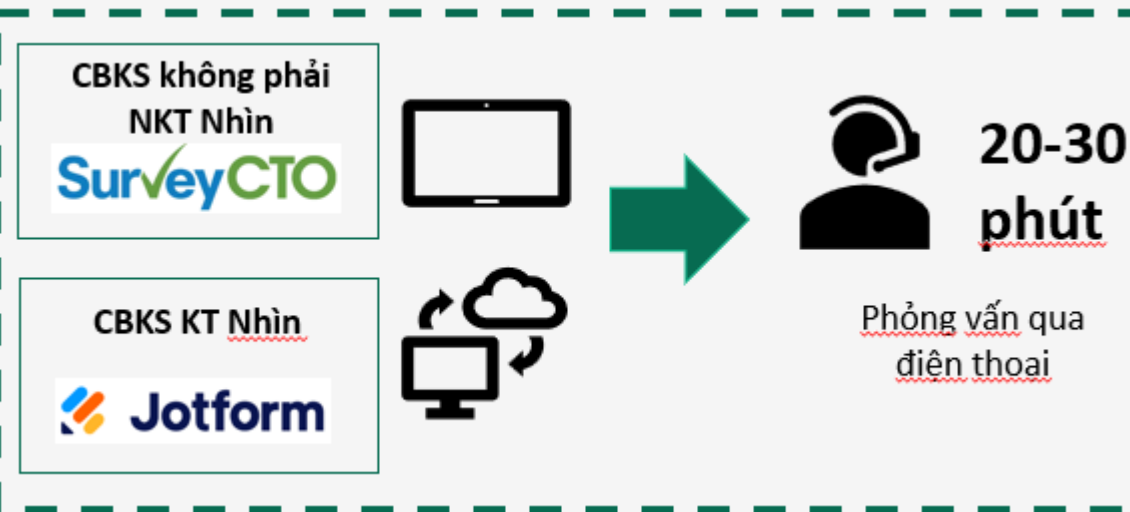 CBKS không phải
NKT Nhìn
SurveyCTO
CBKS KT Nhìn
Jotform
20-30
phút
Phỏng vấn qua
điện thoại